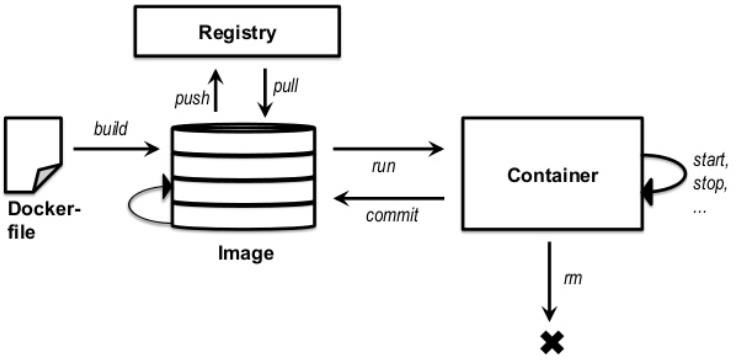 Registry
push
pull
build
run
commit
Docker-
file
Image
Container
start,
stop,
...
rm